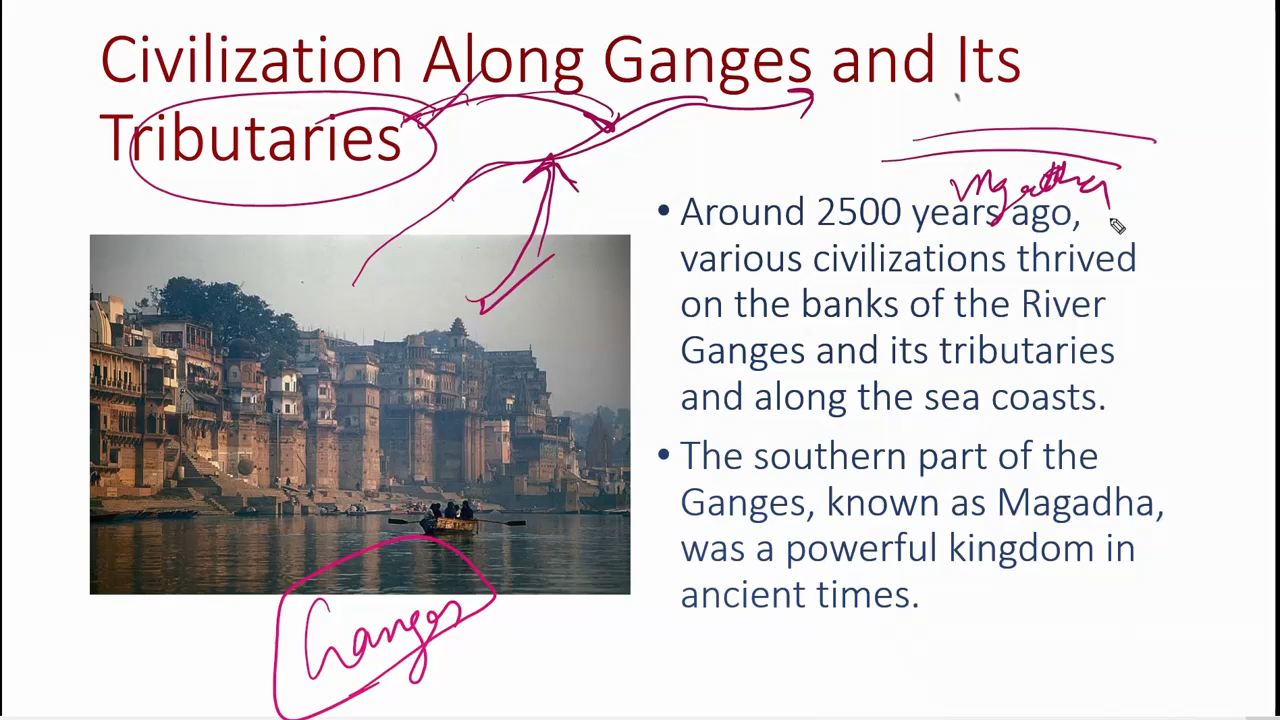 Civilization Along Ganges and Its
Tributaries
Magadha
• Around 2500 years ago,
various civilizations thrived
on the banks of the River
Ganges and its tributaries
and along the sea coasts.
• The southern part of the
Ganges, known as Magadha,
was a powerful kingdom in
ancient times.
Ganges